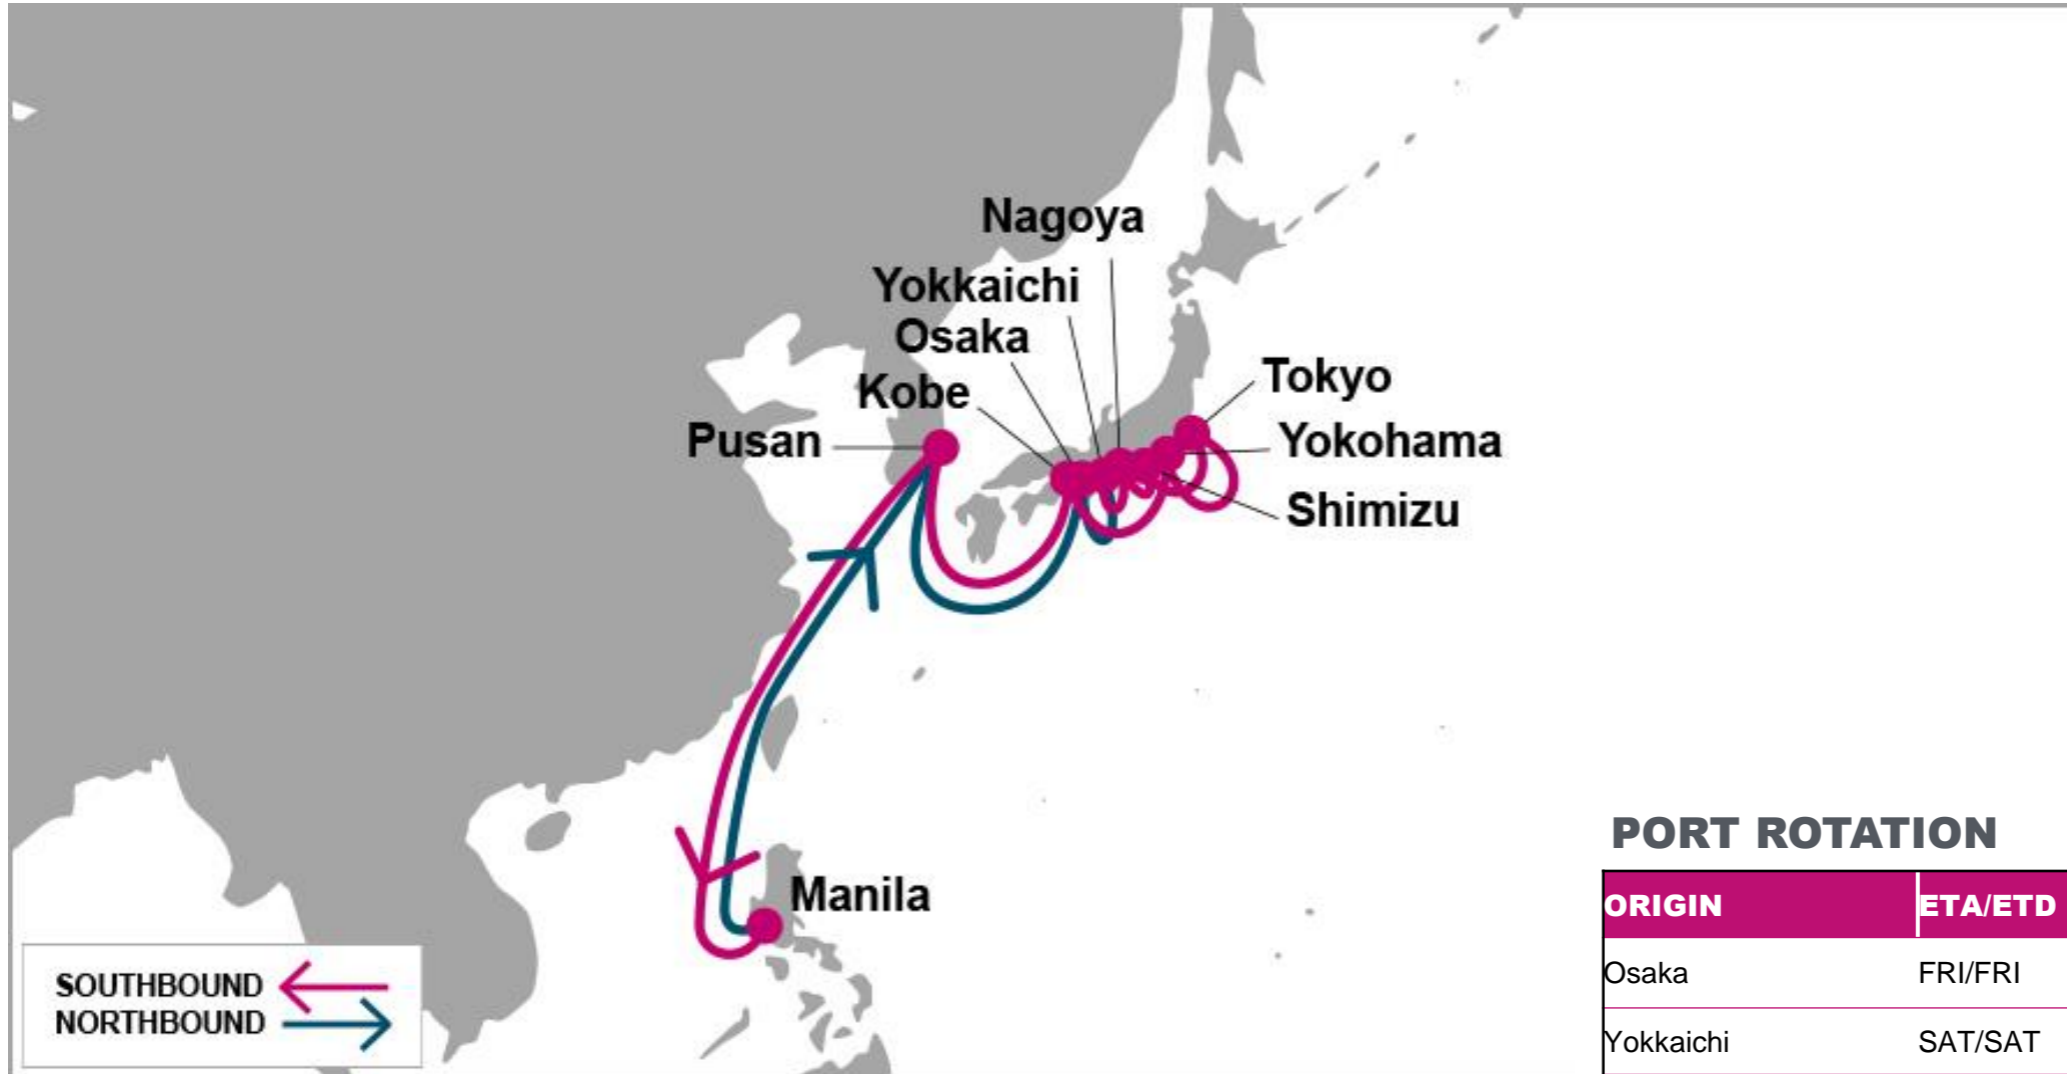 Nagoya
Yokkaichi
Osaka
Kobe
Tokyo
Pusan
Yokohama
Shimizu
Manila
SOUTHBOUND
NORTHBOUND
PORT ROTATION
ORIGIN ETA/ETD
Osaka FRI/FRI
Yokkaichi SAT/SAT